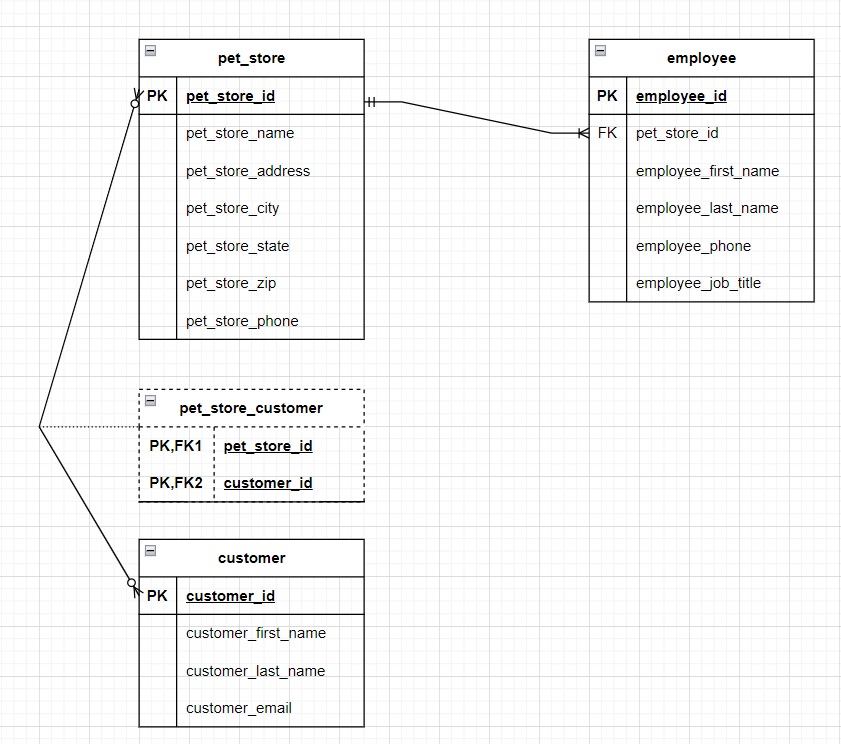 pet_store
PK pet_store_id
pet_store_name
pet_store_address
pet_store_city
pet_store_state
pet_store_zip
pet_store_phone
employee
PK employee_id
FK pet_store_id
employee_first_name
employee_last_name
employee_phone
employee_job_title
pet_store_customer
PK,FK1 pet_store_id
PK,FK2 customer_id
customer
PK customer_id
customer_first_name
customer_last_name
customer_email